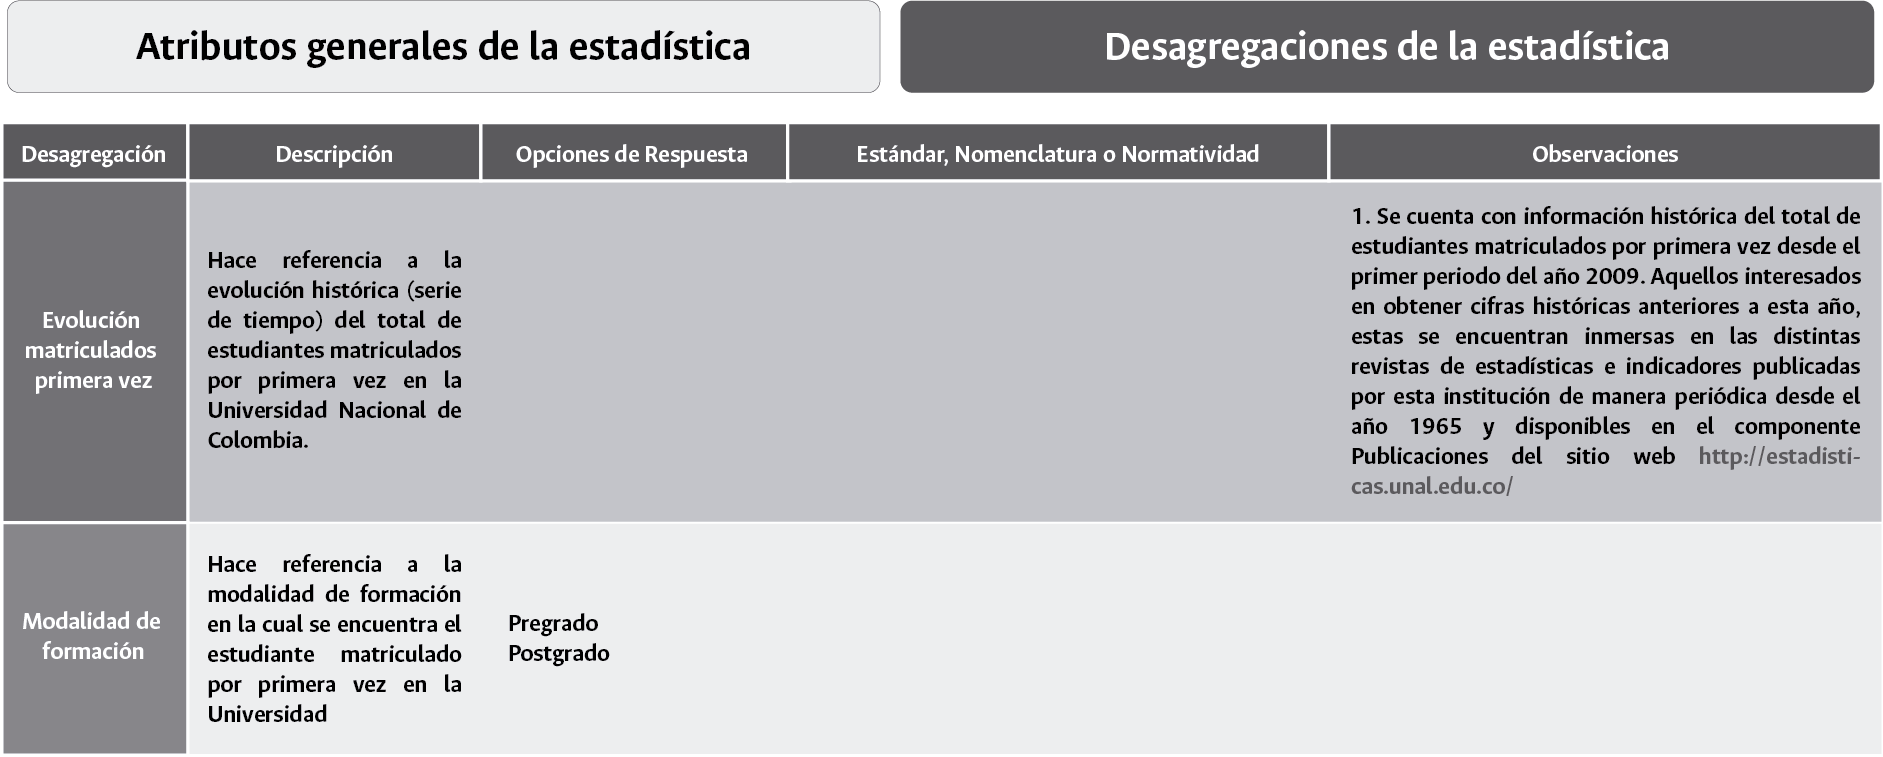 Atributos generales de la estadística
Desagregaciones de la estadística
Desagregación
Descripción
Opciones de Respuesta
Estándar, Nomenclatura o Normatividad
Observaciones
Evolución
matriculados
primera vez
Hace referencia a la
evolución histórica (serie
de tiempo) del total de
estudiantes matriculados
por primera vez en la
Universidad Nacional de
Colombia.
1. Se cuenta con información histórica del total de
estudiantes matriculados por primera vez desde el
primer periodo del año 2009. Aquellos interesados
en obtener cifras históricas anteriores a esta año,
estas se encuentran inmersas en las distintas
revistas de estadísticas e indicadores publicadas
por esta institución de manera periódica desde el
año 1965 y disponibles en el componente
Publicaciones del sitio web http://estadisti-
cas.unal.edu.co/
Modalidad de
formación
Hace referencia a la
modalidad de formación
en la cual se encuentra el
estudiante matriculado
por primera vez en la
Universidad
Pregrado
Postgrado